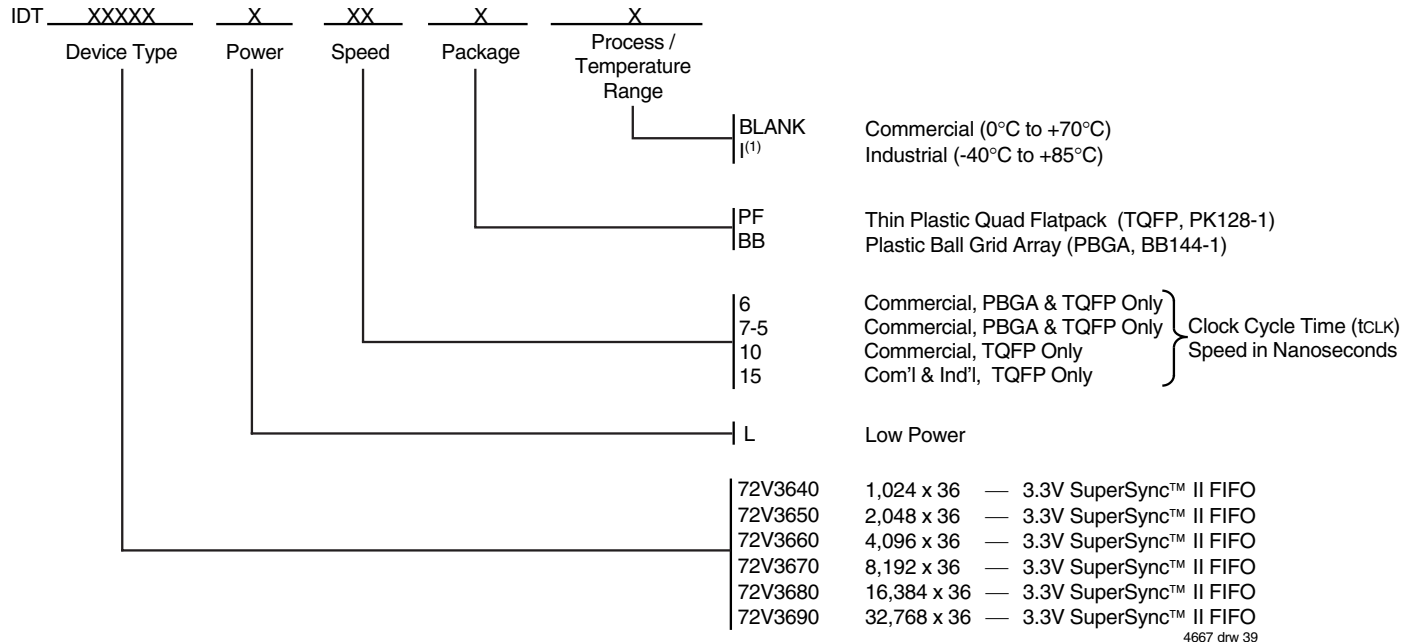 IDT XXXXX X XX X X
Device Type Power Speed Package Process /
Temperature
Range
BLANK Commercial (0°C to +70°C)
I(1) Industrial (-40°C to +85°C)
PF Thin Plastic Quad Flatpack (TQFP, PK128-1)
BB Plastic Ball Grid Array (PBGA, BB144-1)
6 Commercial, PBGA & TQFP Only
7-5 Commercial, PBGA & TQFP Only
10 Commercial, TQFP Only
15 Com'l & Ind'l, TQFP Only
Clock Cycle Time (tCLK)
Speed in Nanoseconds
L Low Power
72V3640 1,024 x 36 — 3.3V SuperSync™ II FIFO
72V3650 2,048 x 36 — 3.3V SuperSync™ II FIFO
72V3660 4,096 x 36 — 3.3V SuperSync™ II FIFO
72V3670 8,192 x 36 — 3.3V SuperSync™ II FIFO
72V3680 16,384 x 36 — 3.3V SuperSync™ II FIFO
72V3690 32,768 x 36 — 3.3V SuperSync™ II FIFO
4667 drw 39